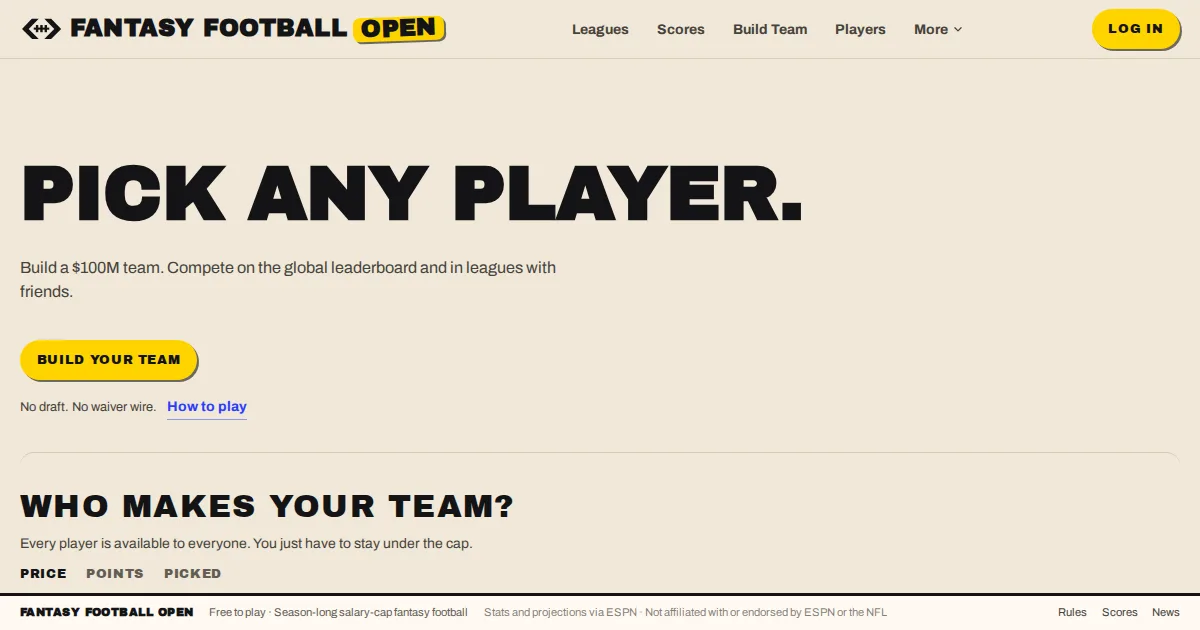 FANTASY FOOTBALL OPEN
Leagues Scores Build Team Players More
LOG IN
PICK ANY PLAYER.
Build a $100M team. Compete on the global leaderboard and in leagues with
friends.
BUILD YOUR TEAM
No draft. No waiver wire. How to play
WHO MAKES YOUR TEAM?
Every player is available to everyone. You just have to stay under the cap.
PRICE POINTS PICKED
FANTASY FOOTBALL OPEN Free to play · Season-long salary-cap fantasy football Stats and projections via ESPN · Not affiliated with or endorsed by ESPN or the NFL Rules Scores News